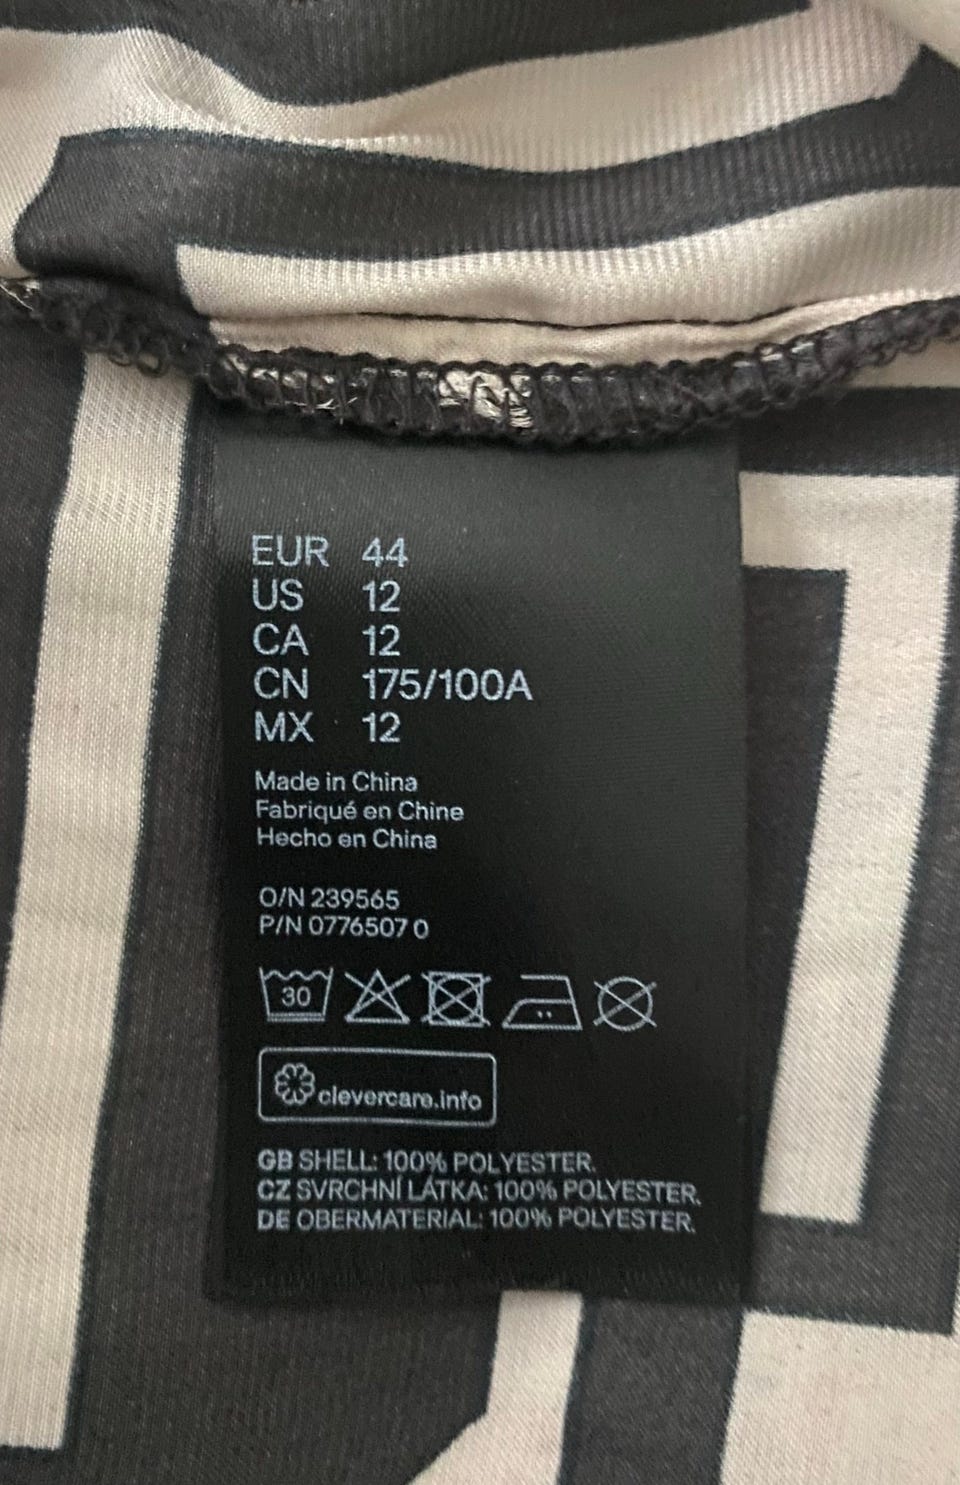 EUR 44
US 12
CA 12
CN 175/100A
MX 12
Made in China
Fabriqué en Chine
Hecho en China
O/N 239565
P/N 0776507 0
30
clevercare.info
GB SHELL: 100% POLYESTER.
CZ SVRCHNÍ LÁTKA: 100% POLYESTER.
DE OBERMATERIAL: 100% POLYESTER.